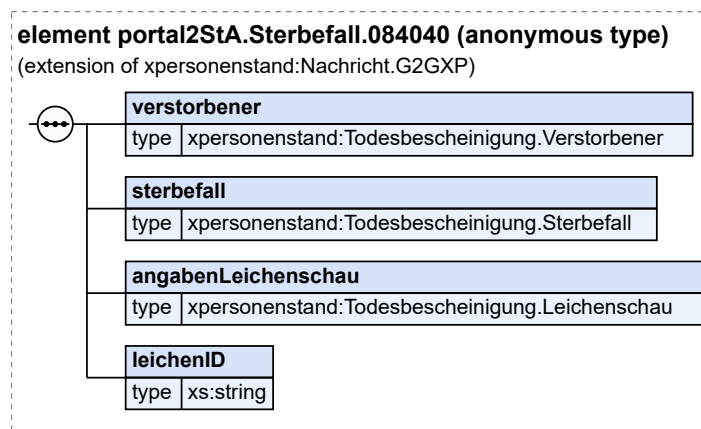 element portal2StA.Sterbefall.084040 (anonymous type)
(extension of xpersonenstand:Nachricht.G2GXP)
verstorbener
type xpersonenstand:Todesbescheinigung.Verstorbener
sterbefall
type xpersonenstand:Todesbescheinigung.Sterbefall
angabenLeichenschau
type xpersonenstand:Todesbescheinigung.Leichenschau
leichenID
type xs:string